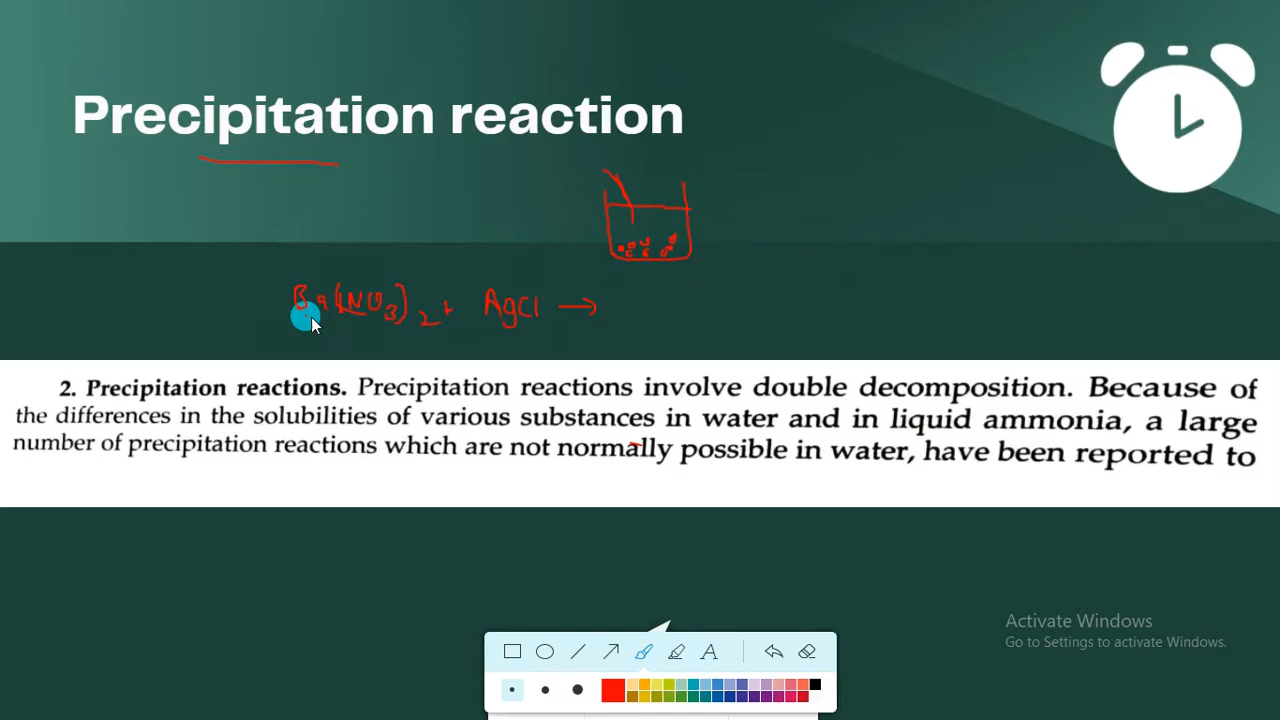 Precipitation reaction
Ba(NO3)2 + AgCl →
2. Precipitation reactions. Precipitation reactions involve double decomposition. Because of
the differences in the solubilities of various substances in water and in liquid ammonia, a large
number of precipitation reactions which are not normally possible in water, have been reported to
A
Activate Windows
Go to Settings to activate Windows.